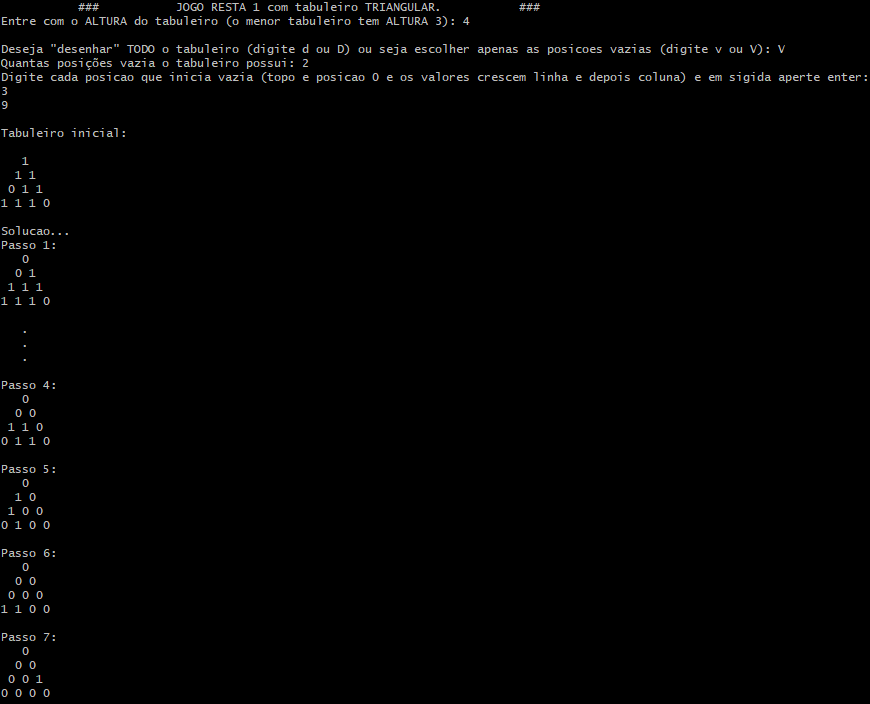 ###           JOGO RESTA 1 com tabuleiro TRIANGULAR.           ###
Entre com o ALTURA do tabuleiro (o menor tabuleiro tem ALTURA 3): 4
Deseja "desenhar" TODO o tabuleiro (digite d ou D) ou seja escolher apenas as posicoes vazias (digite v ou V): V
Quantas posições vazia o tabuleiro possui: 2
Digite cada posicao que inicia vazia (topo e posicao 0 e os valores crescem linha e depois coluna) e em sigida aperte enter:
3
9
Tabuleiro inicial:
1
1 1
0 1 1
1 1 1 0
Solucao...
Passo 1:
0
0 1
1 1 1
1 1 1 0
.
.
.
Passo 4:
0
0 0
1 1 0
0 1 1 0
Passo 5:
0
1 0
1 0 0
0 1 0 0
Passo 6:
0
0 0
0 0 0
1 1 0 0
Passo 7:
0
0 0
0 0 1
0 0 0 0